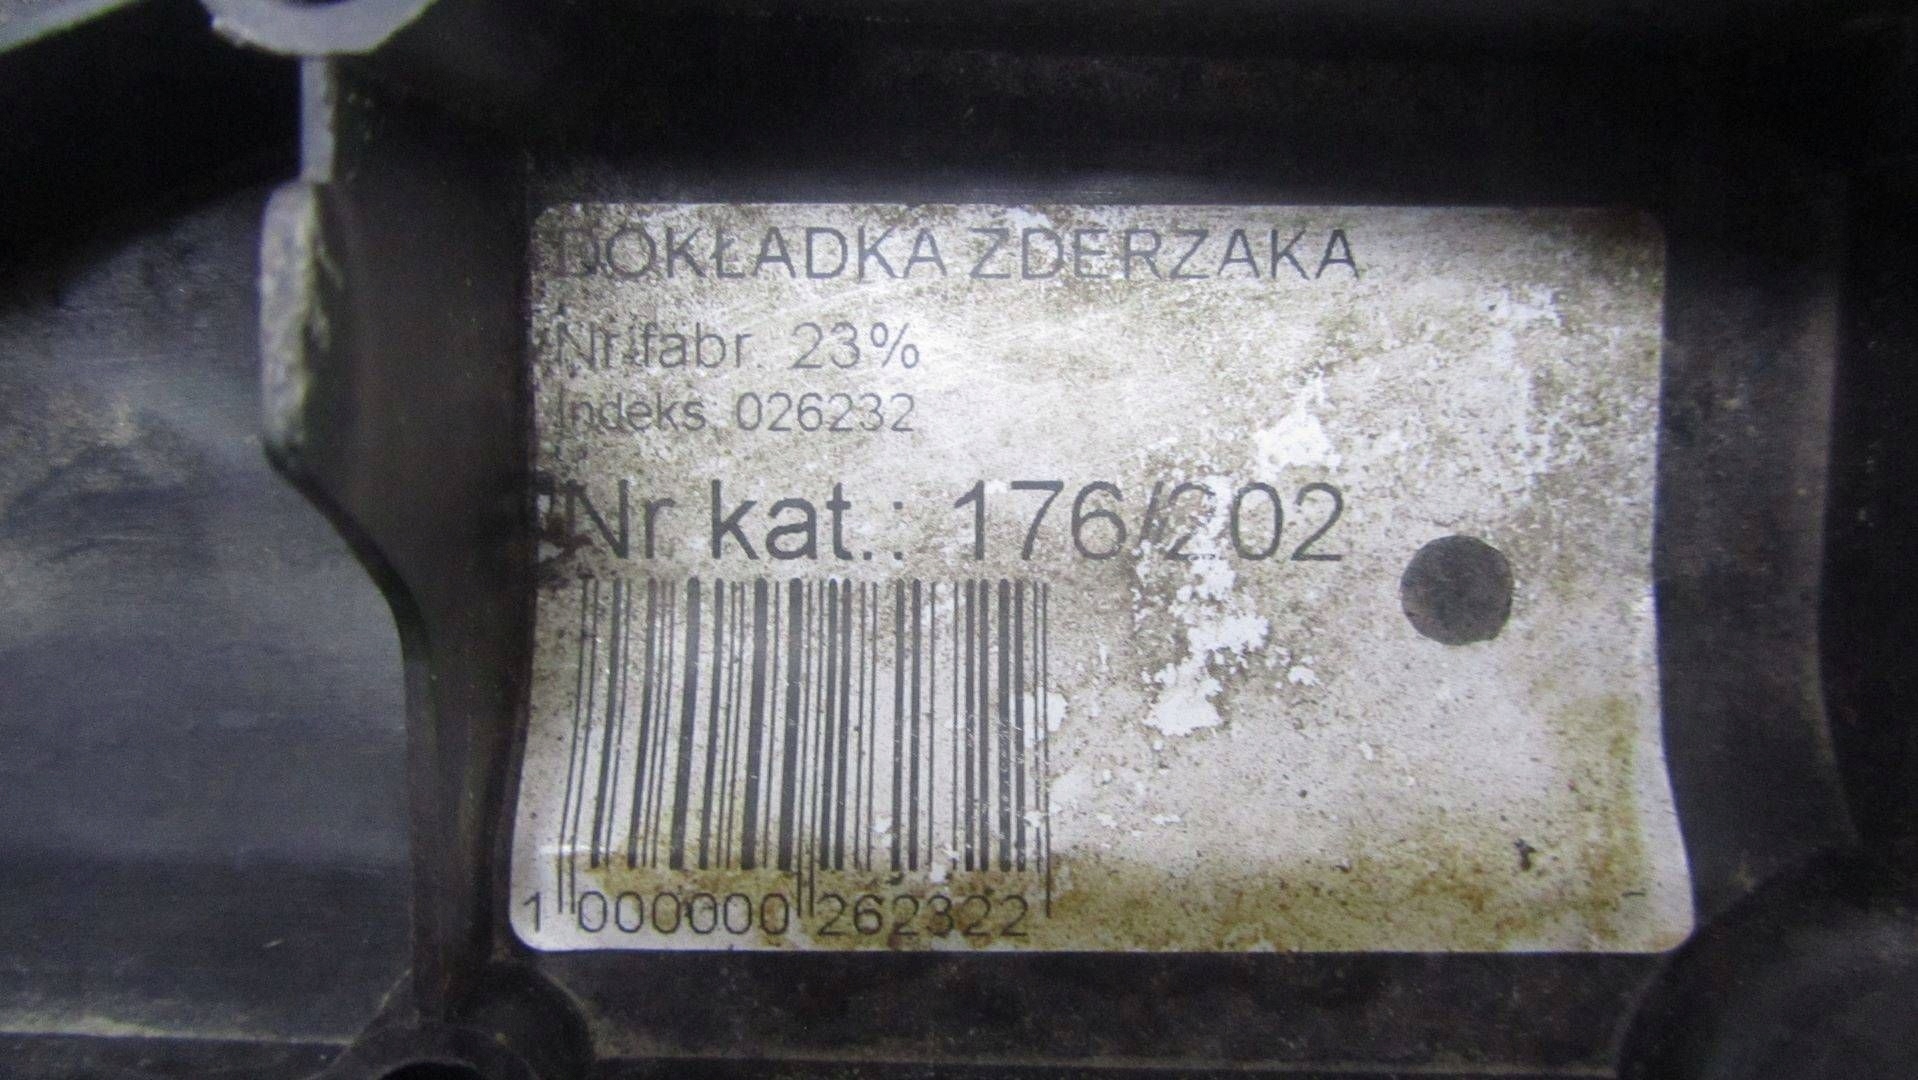 DOKŁADKA ZDERZAKA
Nr fabr. 23%
Indeks 026232
Nr kat.: 176/202
1 000000 262322